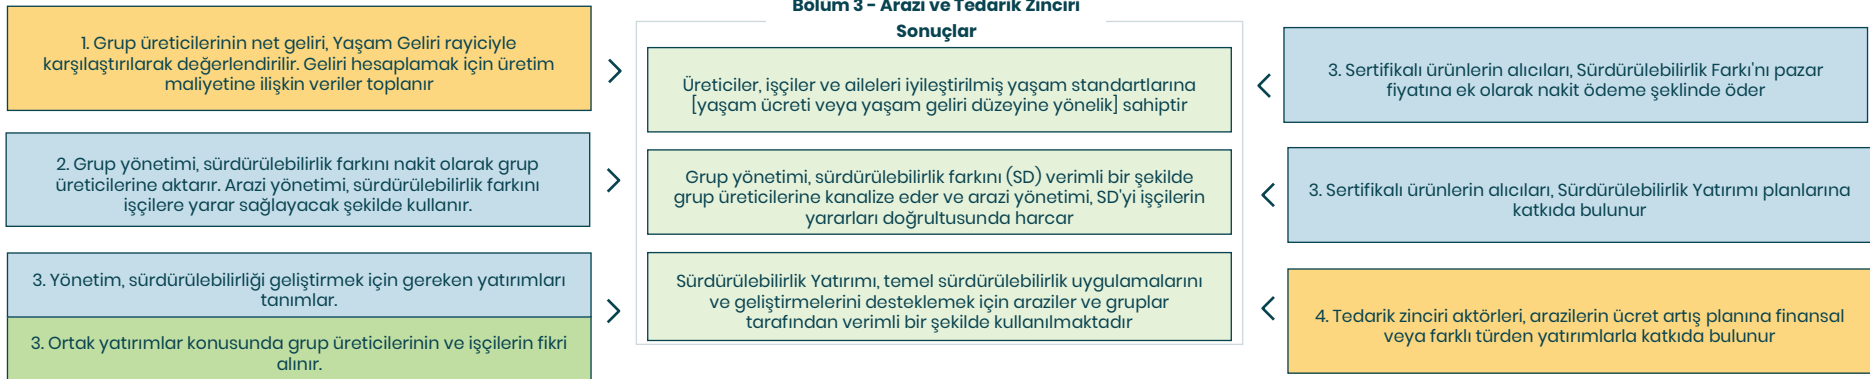 Bölüm 3 – Arazi ve Tedarik Zinciri
Sonuçlar
1. Grup üreticilerinin net geliri, Yaşam Geliri rayiciyle
karşılaştırılarak değerlendirilir. Geliri hesaplamak için üretim
maliyetine ilişkin veriler toplanır
2. Grup yönetimi, sürdürülebilirlik farkını nakit olarak grup
üreticilerine aktarır. Arazi yönetimi, sürdürülebilirlik farkını
işçilere yarar sağlayacak şekilde kullanır.
3. Yönetim, sürdürülebilirliği geliştirmek için gereken yatırımları
tanımlar.
3. Ortak yatırımlar konusunda grup üreticilerinin ve işçilerin fikri
alınır.
Üreticiler, işçiler ve aileleri iyileştirilmiş yaşam standartlarına
[yaşam ücreti veya yaşam geliri düzeyine yönelik] sahiptir
Grup yönetimi, sürdürülebilirlik farkını (SD) verimli bir şekilde
grup üreticilerine kanalize eder ve arazi yönetimi, SD'yi işçilerin
yararları doğrultusunda harcar
Sürdürülebilirlik Yatırımı, temel sürdürülebilirlik uygulamalarını
ve geliştirmelerini desteklemek için araziler ve gruplar
tarafından verimli bir şekilde kullanılmaktadır
3. Sertifikalı ürünlerin alıcıları, Sürdürülebilirlik Farkı'nı pazar
fiyatına ek olarak nakit ödeme şeklinde öder
3. Sertifikalı ürünlerin alıcıları, Sürdürülebilirlik Yatırımı planlarına
katkıda bulunur
4. Tedarik zinciri aktörleri, arazilerin ücret artış planına finansal
veya farklı türden yatırımlarla katkıda bulunur